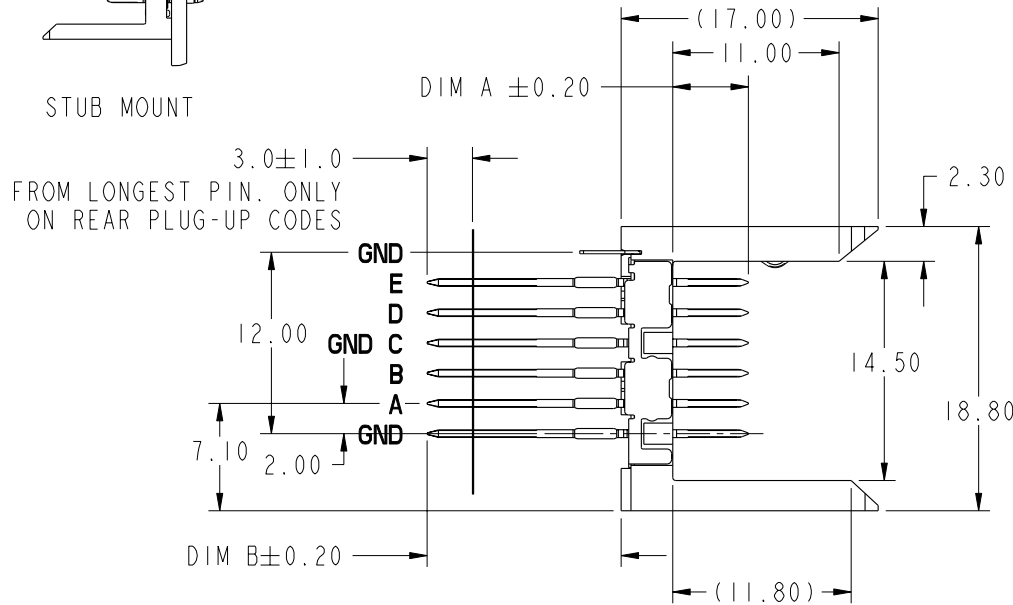 (17.00)
11.00
DIM A ±0.20
STUB MOUNT
3.0±1.0
2.30
FROM LONGEST PIN. ONLY
ON REAR PLUG-UP CODES
GND
E
D
12.00
GND C
14.50
B
18.80
A
GND
7.10
2.00
DIM B±0.20
(11.80)